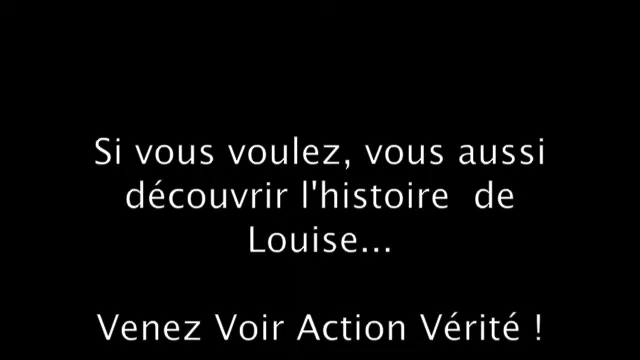 Si vous voulez, vous aussi
découvrir l'histoire  de
Louise...
Venez Voir Action Vérité !